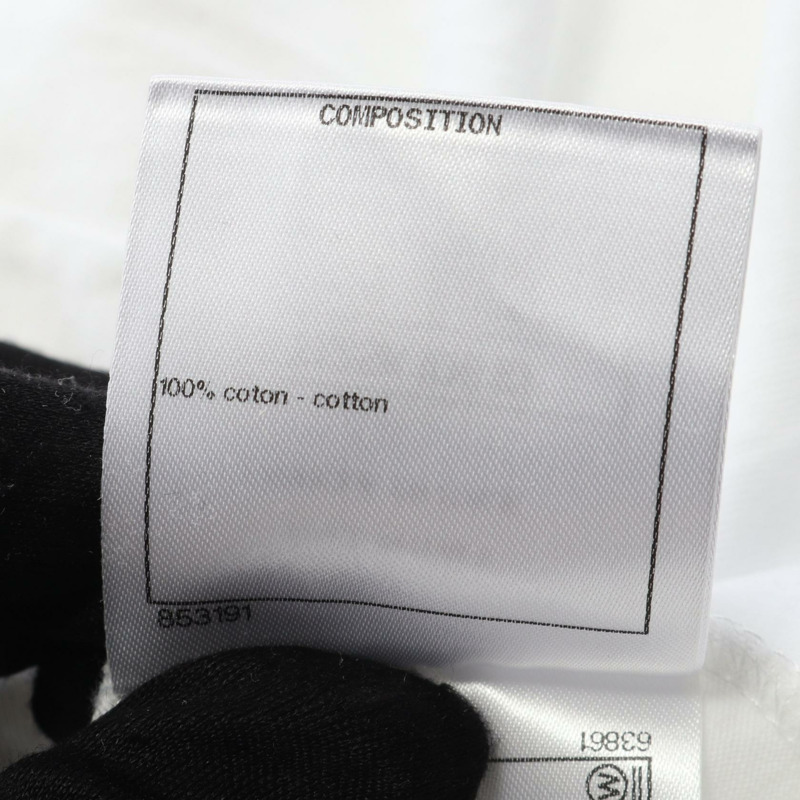 COMPOSITION
100% coton - cotton
853191
63861
W